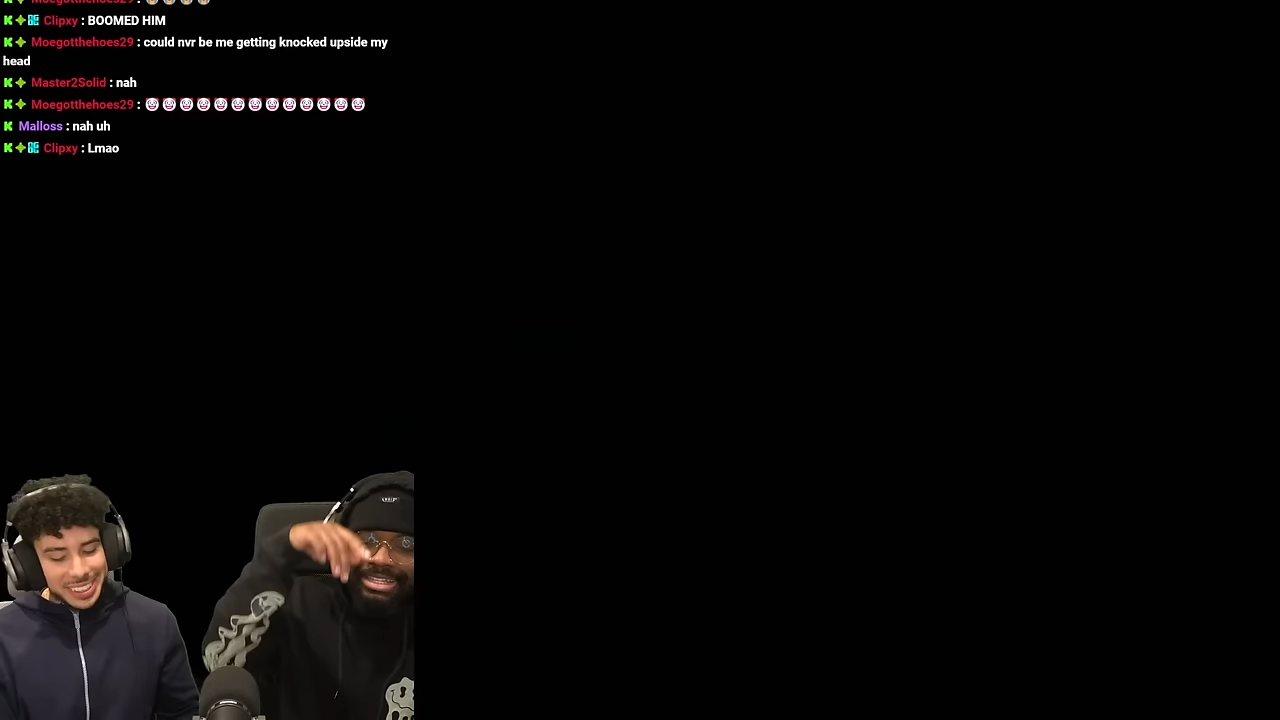 Moegotthehoes29 : 😭😭😭😭
Clipxy : BOOMED HIM
Moegotthehoes29 : could nvr be me getting knocked upside my
head
Master2Solid : nah
Moegotthehoes29 : 🤡🤡🤡🤡🤡🤡🤡🤡🤡🤡🤡🤡🤡
Malloss : nah uh
Clipxy : Lmao